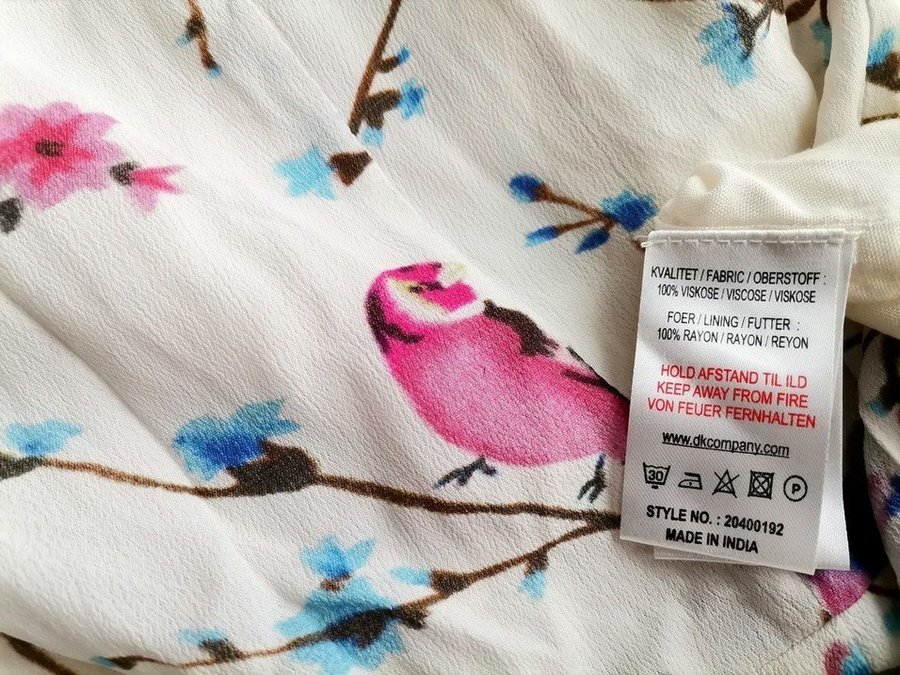 KVALITET / FABRIC / OBERSTOFF :
100% VISKOSE / VISCOSE / VISKOSE
FOER / LINING / FUTTER :
100% RAYON / RAYON / REYON
HOLD AFSTAND TIL ILD
KEEP AWAY FROM FIRE
VON FEUER FERNHALTEN
www.dkcompany.com
30 P
STYLE NO. : 20400192
MADE IN INDIA